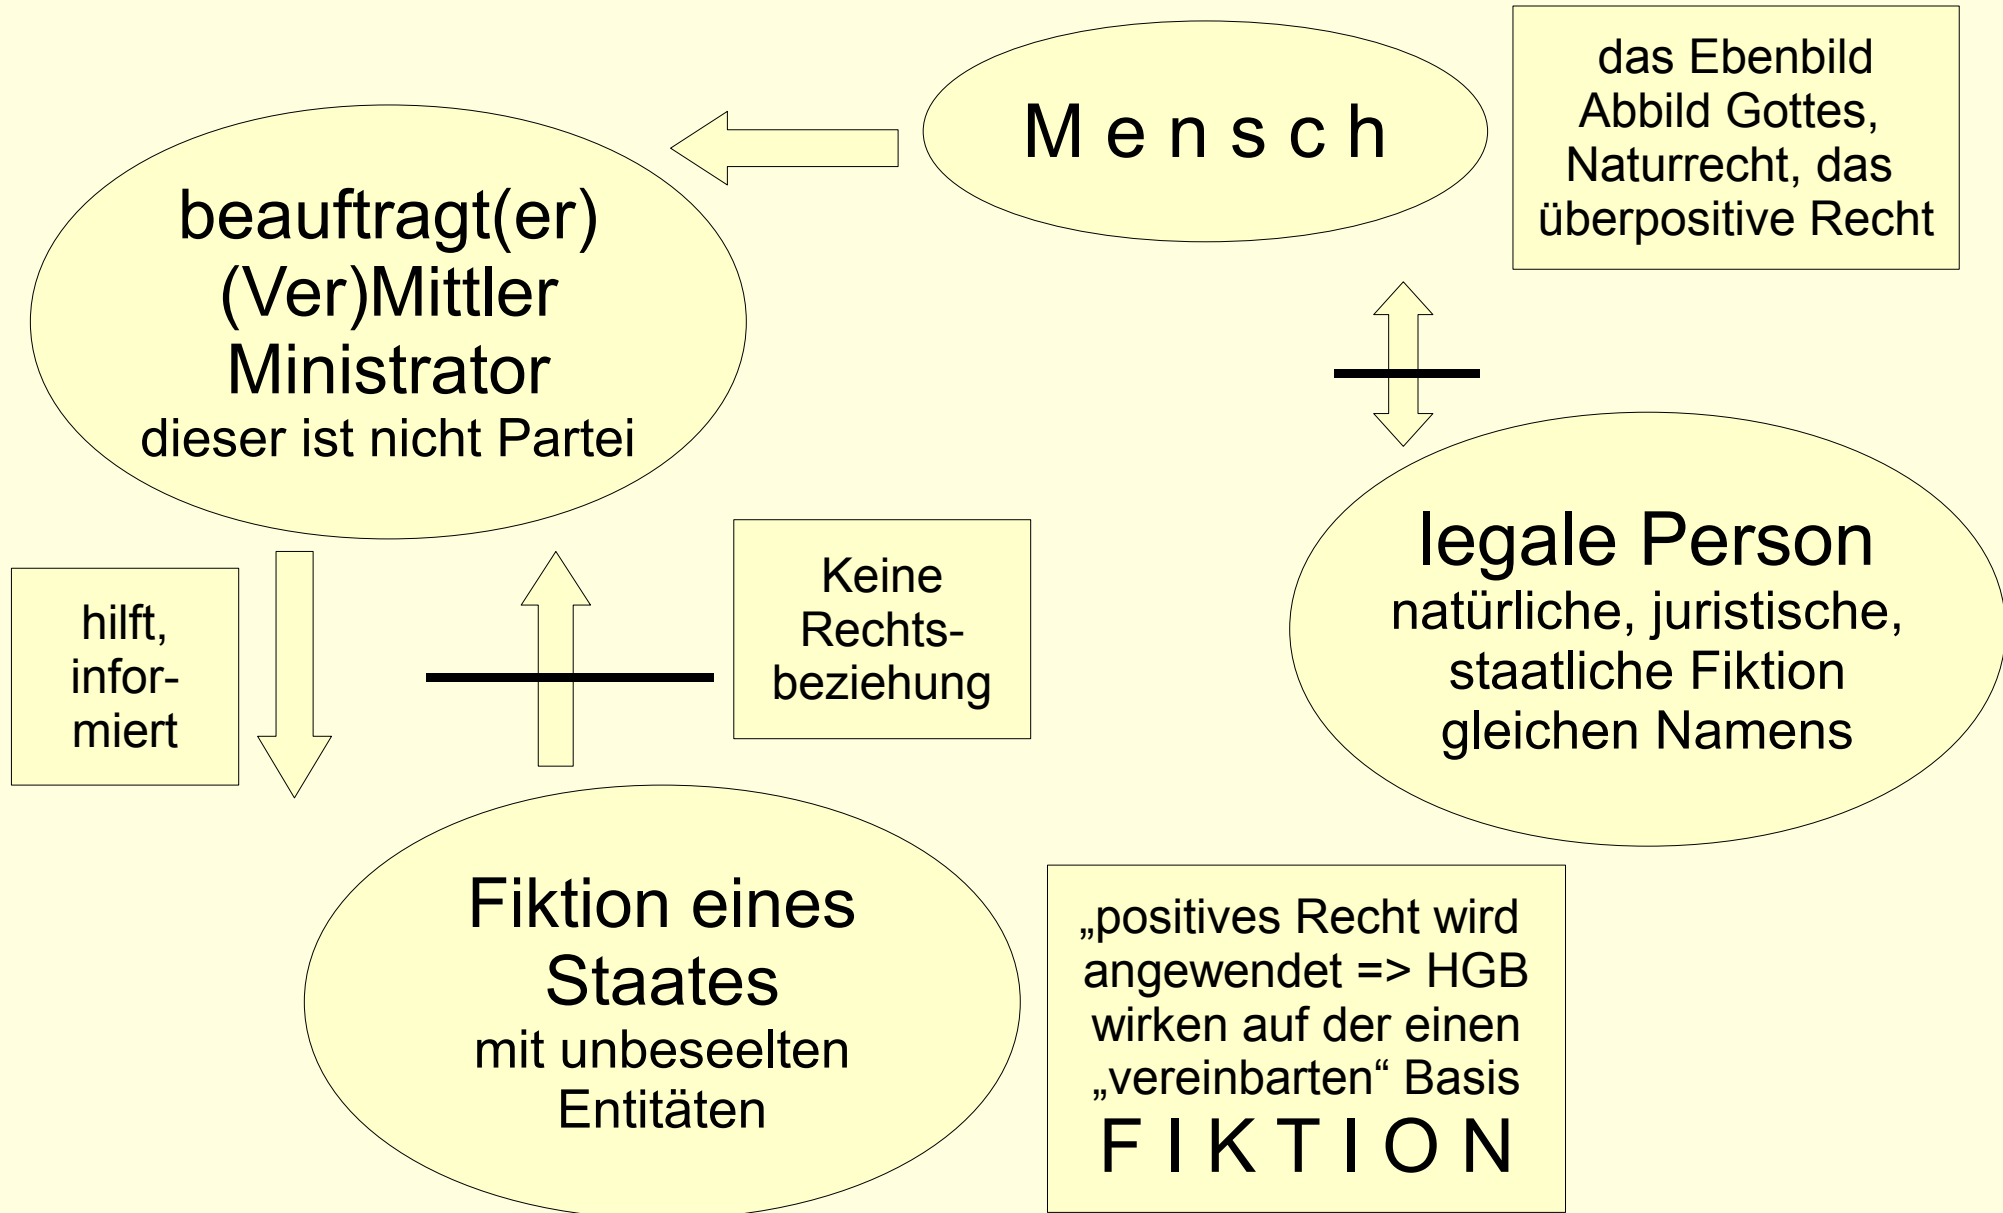 M e n s c h
das Ebenbild
Abbild Gottes,
Naturrecht, das
überpositive Recht
beauftragt(er)
(Ver)Mittler
Ministrator
dieser ist nicht Partei
hilft,
infor-
miert
Keine
Rechts-
beziehung
legale Person
natürliche, juristische,
staatliche Fiktion
gleichen Namens
Fiktion eines
Staates
mit unbeseelten
Entitäten
„positives Recht wird
angewendet => HGB
wirken auf der einen
„vereinbarten“ Basis
F I K T I O N